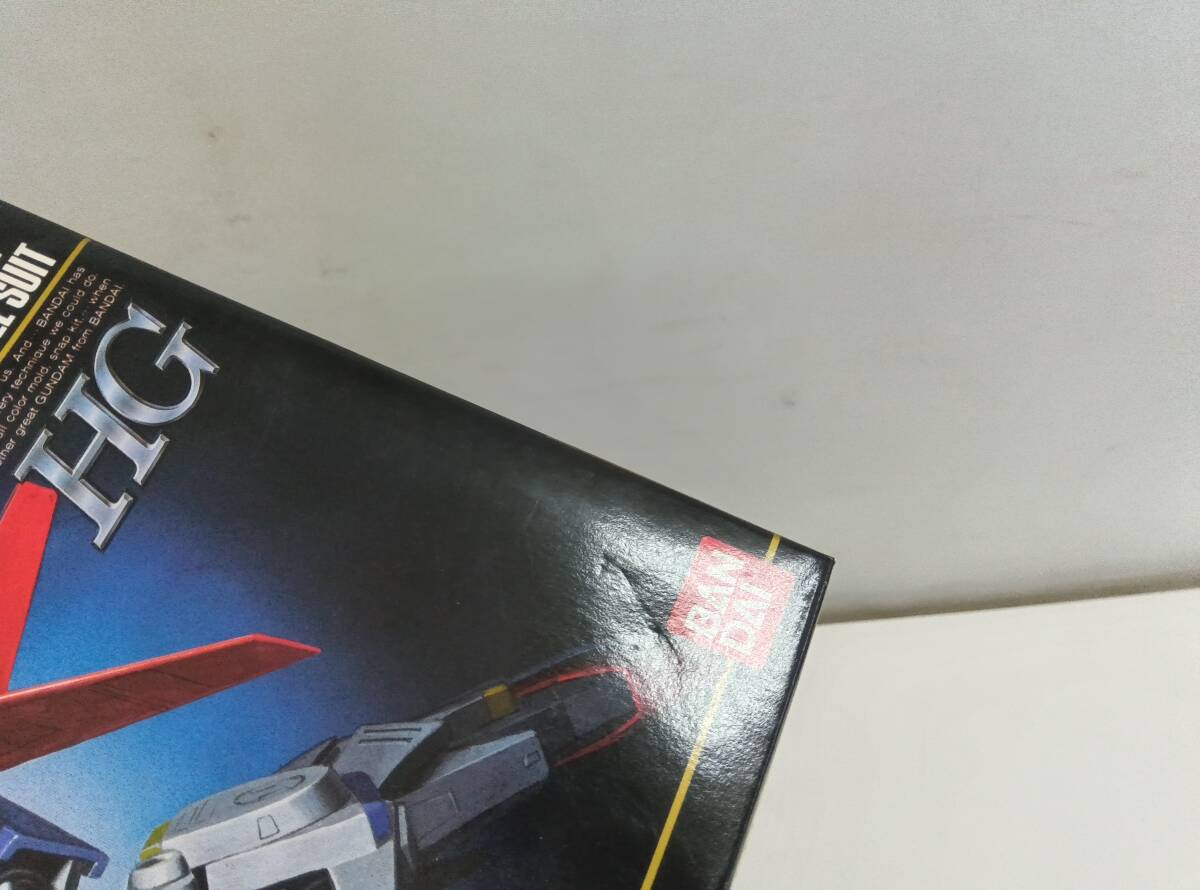 SUIT
us. And... BANDAI has
technique we could do.
color mold, snap kit... when
other great GUNDAM from BANDAI.
HG
BAN
DAI